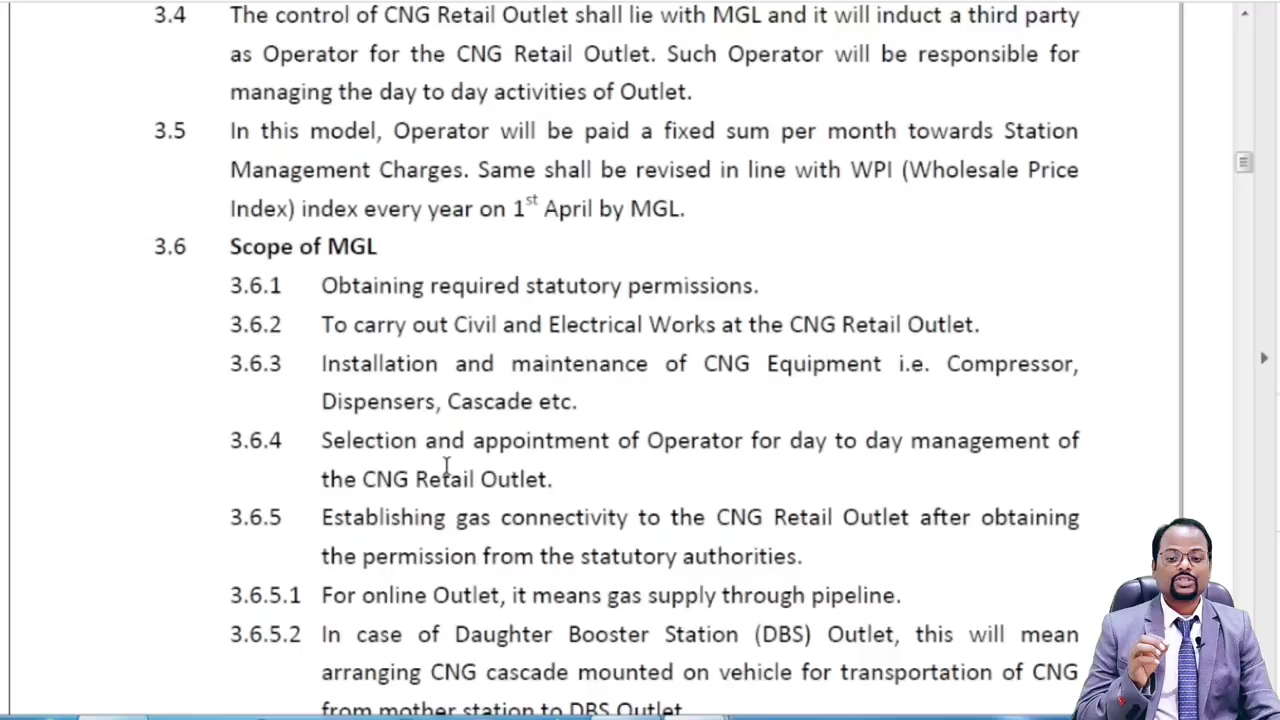 3.4 The control of CNG Retail Outlet shall lie with MGL and it will induct a third party
as Operator for the CNG Retail Outlet. Such Operator will be responsible for
managing the day to day activities of Outlet.
3.5 In this model, Operator will be paid a fixed sum per month towards Station
Management Charges. Same shall be revised in line with WPI (Wholesale Price
Index) index every year on 1st April by MGL.
3.6 Scope of MGL
3.6.1 Obtaining required statutory permissions.
3.6.2 To carry out Civil and Electrical Works at the CNG Retail Outlet.
3.6.3 Installation and maintenance of CNG Equipment i.e. Compressor,
Dispensers, Cascade etc.
3.6.4 Selection and appointment of Operator for day to day management of
the CNG Retail Outlet.
3.6.5 Establishing gas connectivity to the CNG Retail Outlet after obtaining
the permission from the statutory authorities.
3.6.5.1 For online Outlet, it means gas supply through pipeline.
3.6.5.2 In case of Daughter Booster Station (DBS) Outlet, this will mean
arranging CNG cascade mounted on vehicle for transportation of CNG
from mother station to DBS Outlet